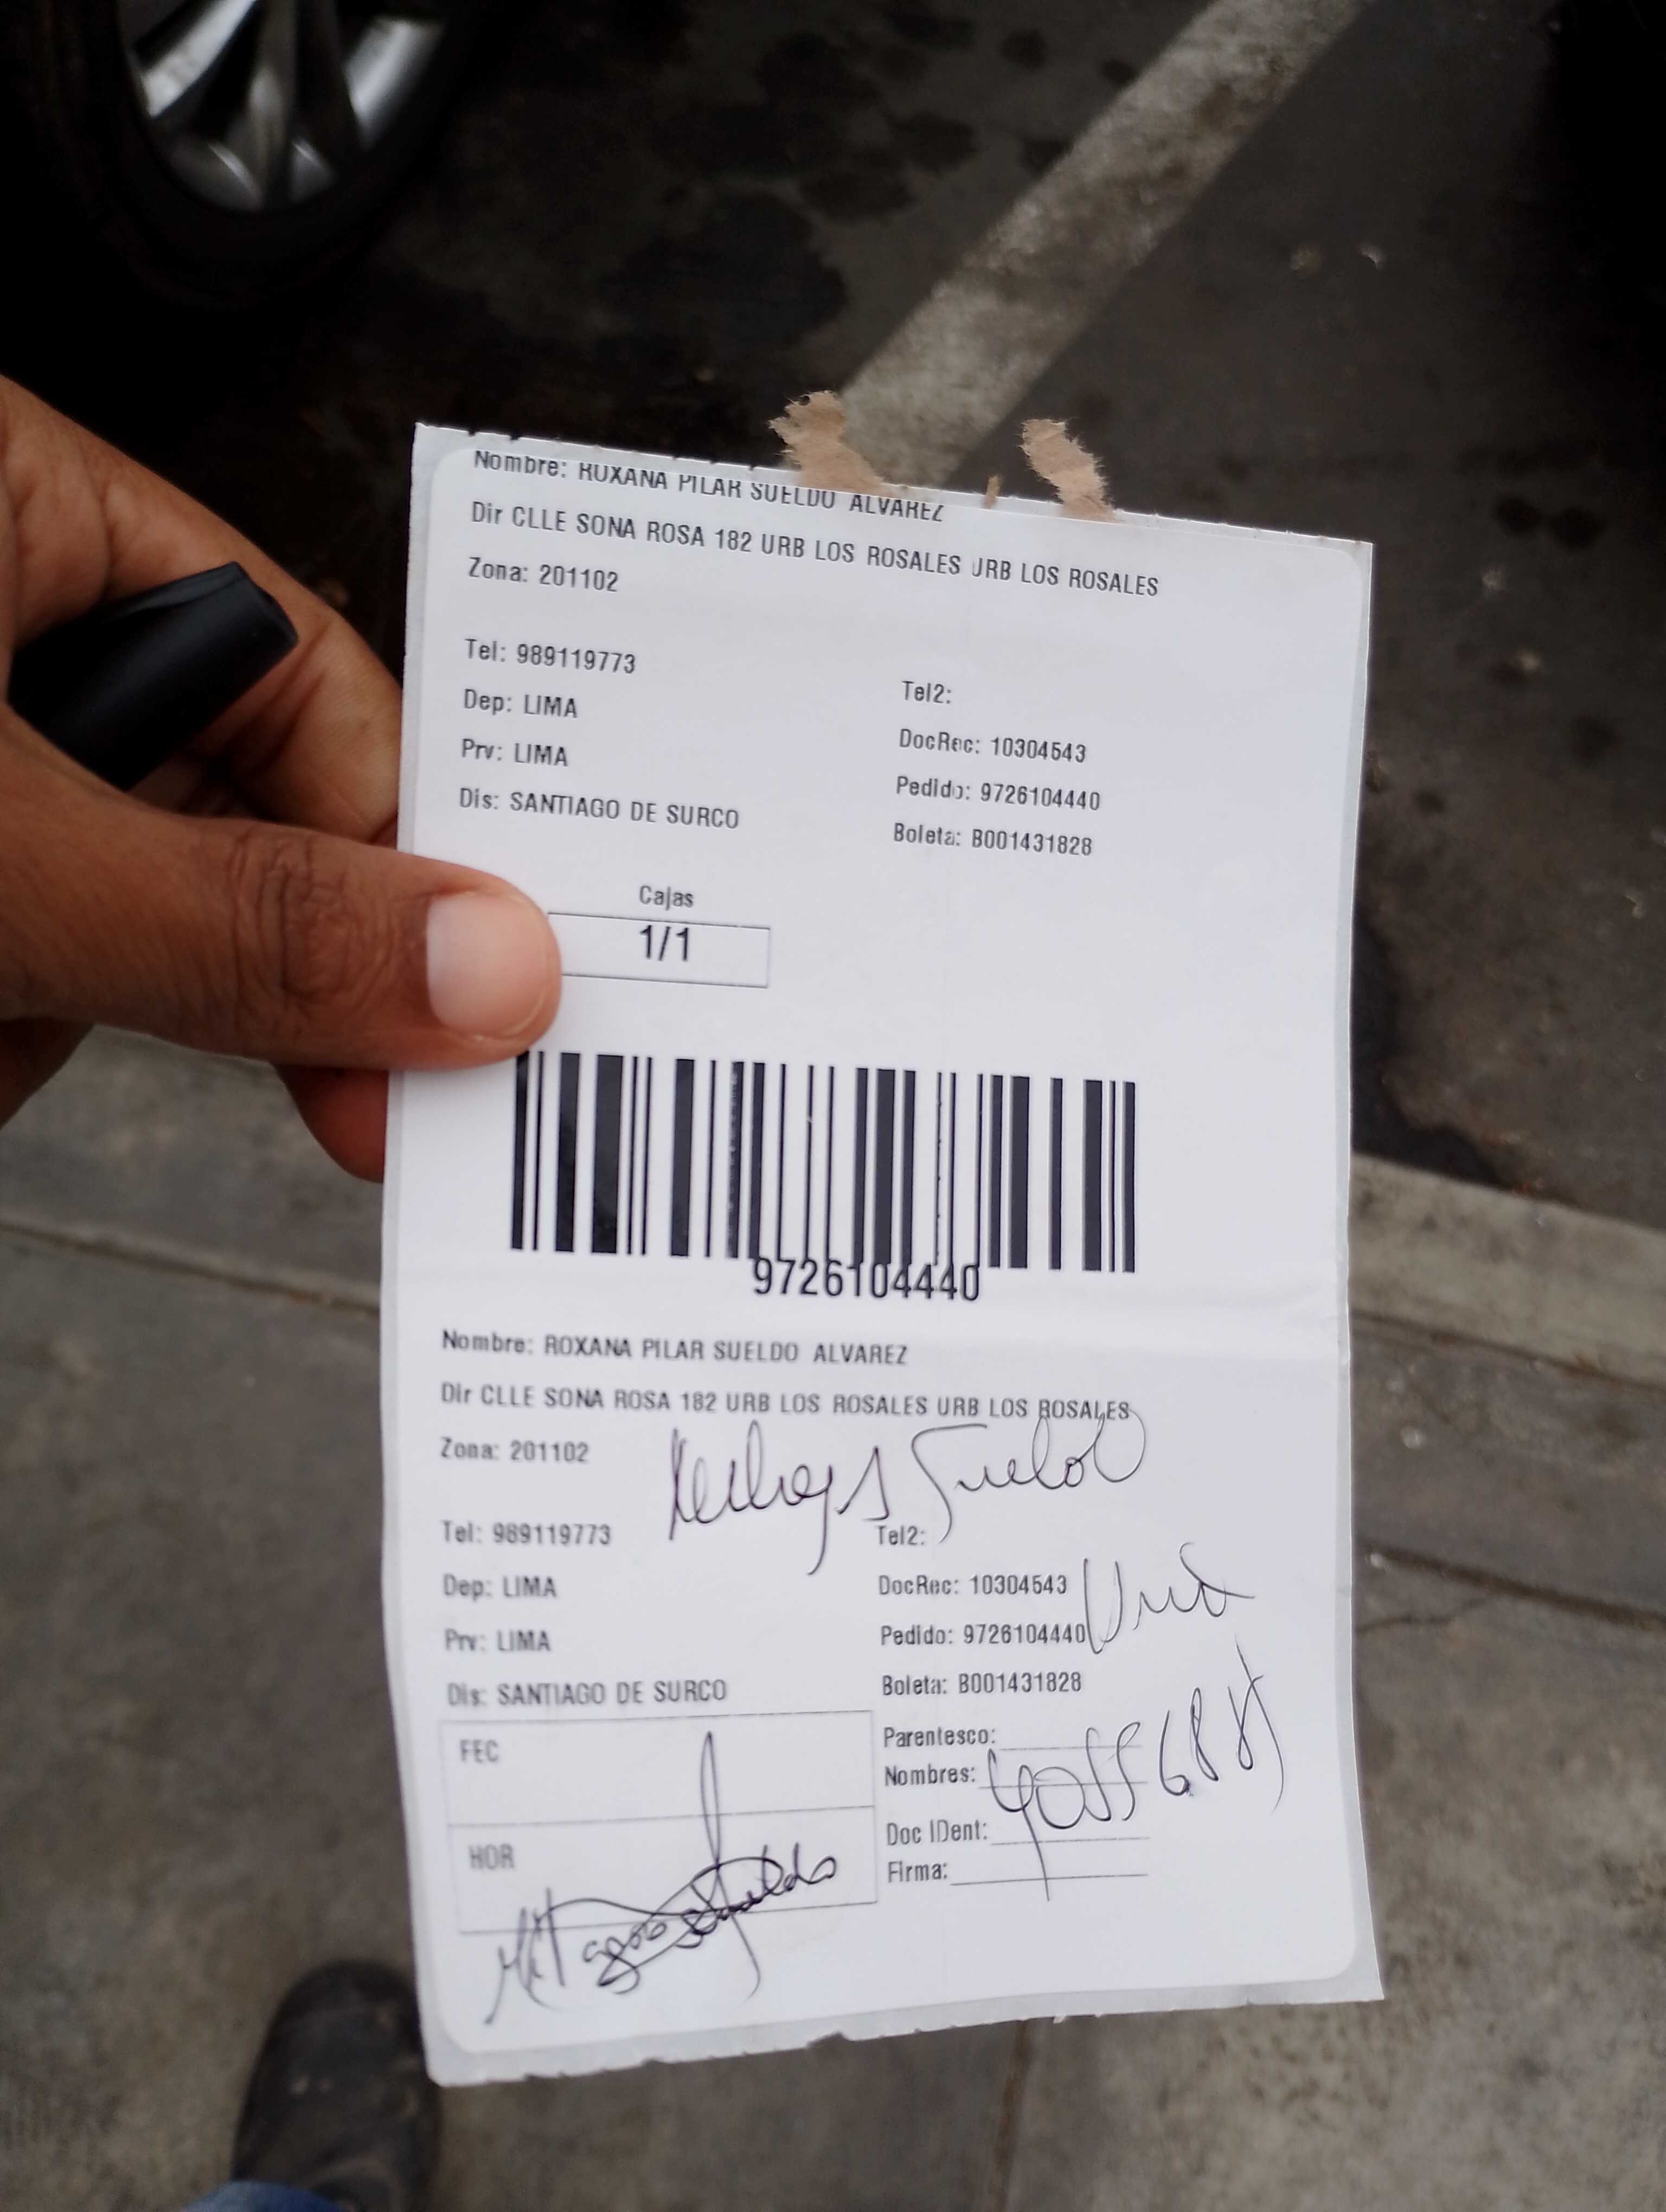 Nombre: ROXANA PILAR SUELDO ALVAREZ
Dir CLLE SONA ROSA 182 URB LOS ROSALES URB LOS ROSALES
Zona: 201102
Tel: 989119773
Tel2:
Dep: LIMA
DocRec: 10304543
Prv: LIMA
Pedido: 9726104440
Dis: SANTIAGO DE SURCO
Boleta: B001431828
Cajas
1/1
9726104440
Nombre: ROXANA PILAR SUELDO ALVAREZ
Dir CLLE SONA ROSA 182 URB LOS ROSALES URB LOS ROSALES
Zona: 201102
Sueldo
Tel: 989119773
Tel2:
Dep: LIMA
DocRec: 10304543
Prv: LIMA
Pedido: 9726104440
Dis: SANTIAGO DE SURCO
Boleta: B001431828
FEC
Parentesco:
Nombres:
HOR
Doc IDent:
Firma: